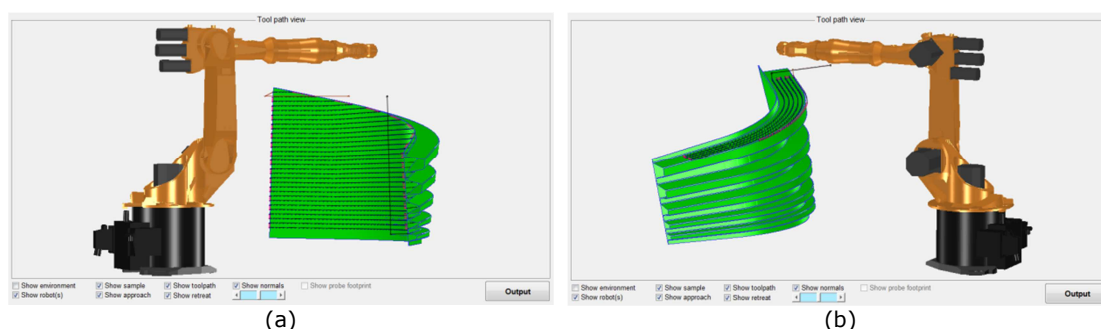 Tool path view
Show environment
Show sample
Show toolpath
Show normals
Show probe footprint
Show robot(s)
Show approach
Show retreat
Output
(a)
Tool path view
Show environment
Show sample
Show toolpath
Show normals
Show probe footprint
Show robot(s)
Show approach
Show retreat
Output
(b)